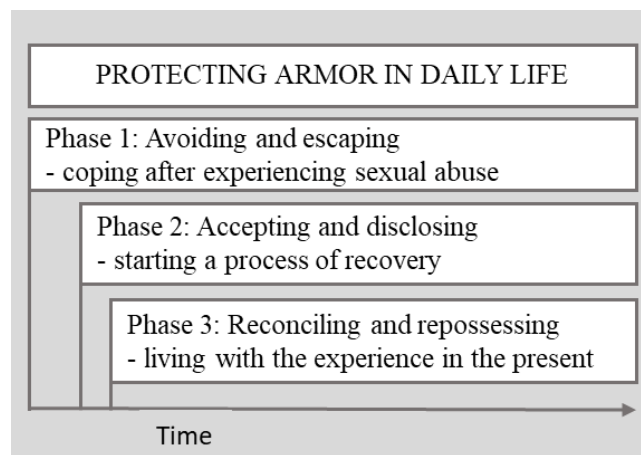 PROTECTING ARMOR IN DAILY LIFE
Phase 1: Avoiding and escaping
- coping after experiencing sexual abuse
Phase 2: Accepting and disclosing
- starting a process of recovery
Phase 3: Reconciling and repossessing
- living with the experience in the present
Time